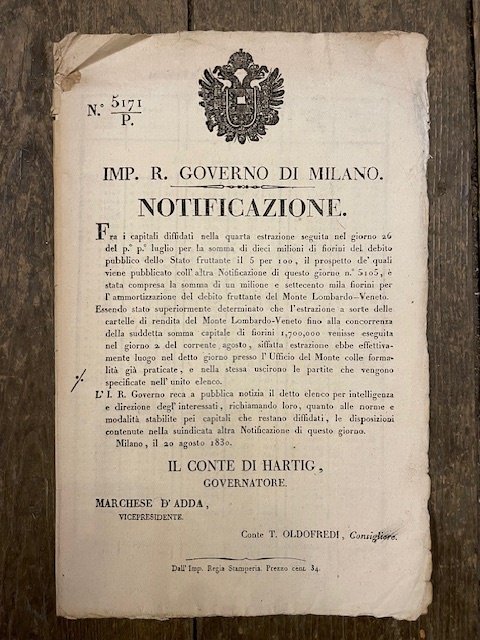 N.° 5171
P.
IMP. R. GOVERNO DI MILANO.
NOTIFICAZIONE.
Fra i capitali diffidati nella quarta estrazione seguita nel giorno 26
del p.° p.° luglio per la somma di dieci milioni di fiorini del debito
pubblico dello Stato fruttante il 5 per 100, il prospetto de' quali
viene pubblicato coll' altra Notificazione di questo giorno n.° 5105, è
stata compresa la somma di un milione e settecento mila fiorini per
l' ammortizzazione del debito fruttante del Monte Lombardo-Veneto.
Essendo stato superiormente determinato che l'estrazione a sorte delle
cartelle di rendita del Monte Lombardo-Veneto fino alla concorrenza
della suddetta somma capitale di fiorini 1,700,000 venisse eseguita
nel giorno 2 del corrente agosto, siffatta estrazione ebbe effettiva-
mente luogo nel detto giorno presso l' Ufficio del Monte colle forma-
lità già praticate, e nella stessa uscirono le partite che vengono
specificate nell' unito elenco.
L' I. R. Governo reca a pubblica notizia il detto elenco per intelligenza
e direzione degl' interessati, richiamando loro, quanto alle norme e
modalità stabilite pei capitali che restano diffidati, le disposizioni
contenute nella suindicata altra Notificazione di questo giorno.
Milano, il 20 agosto 1830.
IL CONTE DI HARTIG,
GOVERNATORE.
MARCHESE D' ADDA,
VICEPRESIDENTE.
Conte T. OLDOFREDI, Consigliere.
Dall' Imp. Regia Stamperia. Prezzo cent. 34.